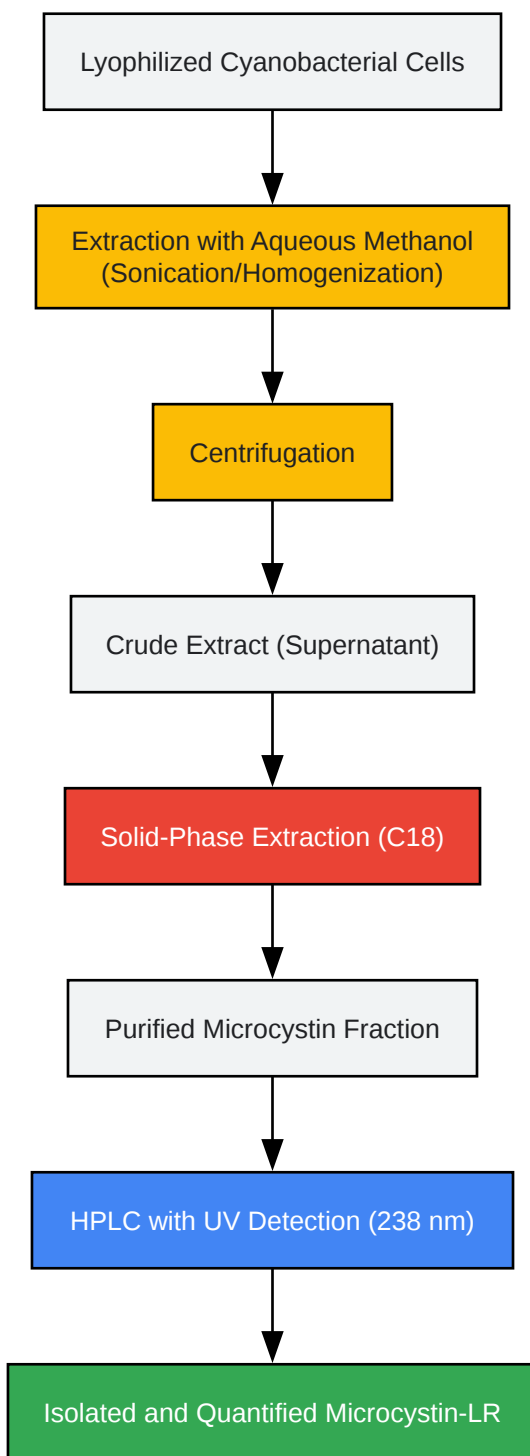 Lyophilized Cyanobacterial Cells
Extraction with Aqueous Methanol
(Sonication/Homogenization)
Centrifugation
Crude Extract (Supernatant)
Solid-Phase Extraction (C18)
Purified Microcystin Fraction
HPLC with UV Detection (238 nm)
Isolated and Quantified Microcystin-LR